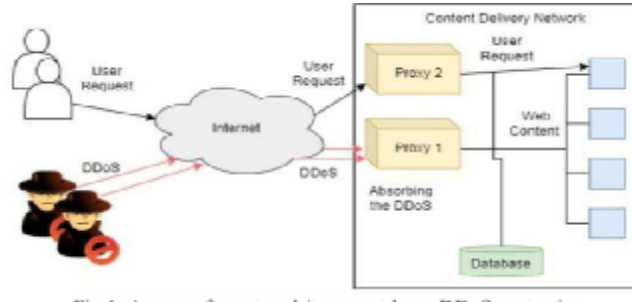 Content Delivery Network
User
Request
User
Request
User
Request
Proxy 2
Internet
Web
Content
Proxy 1
DDoS
DDoS
Absorbing
the DDoS
Database